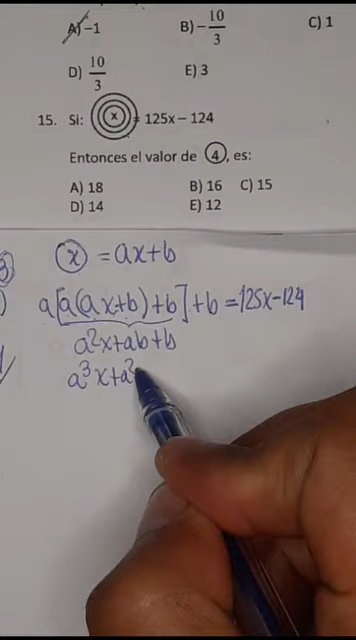 A) -1 B) -10/3 C) 1
D) 10/3 E) 3
15. Si: x = 125x - 124
Entonces el valor de 4, es:
A) 18 B) 16 C) 15
D) 14 E) 12
x = ax+b
a[a(ax+b)+b]+b = 125x-124
a²x+ab+b
a³x+a²